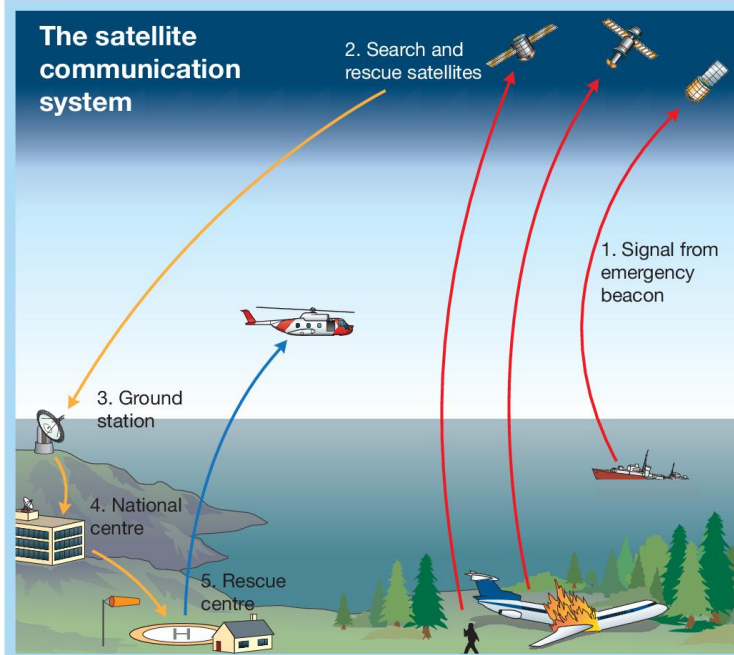 The satellite
communication
system
2. Search and
rescue satellites
1. Signal from
emergency
beacon
3. Ground
station
4. National
centre
5. Rescue
centre
H